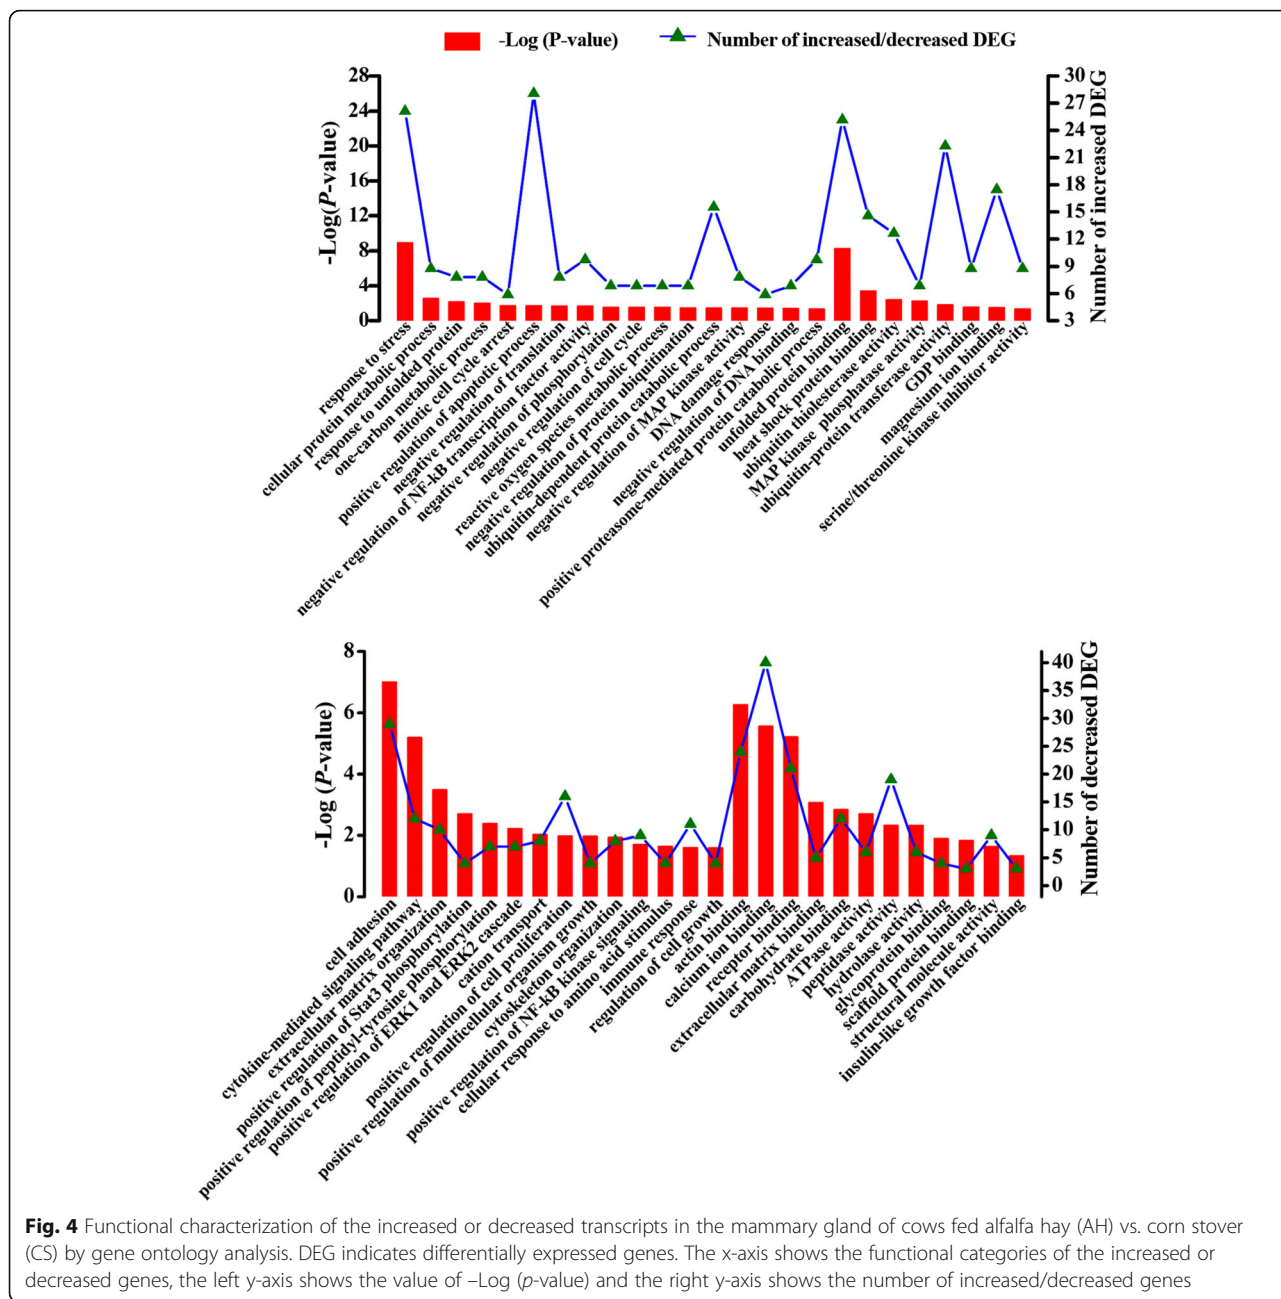 -Log (P-value)
Number of increased/decreased DEG
-Log(P-value)
28
24
20
16
12
8
4
0
Number of increased DEG
30
27
24
21
18
15
12
9
6
3
response to stress
cellular protein metabolic process
response to unfolded protein
one-carbon metabolic process
mitotic cell cycle arrest
positive regulation of apoptotic process
negative regulation of translation
negative regulation of NF-kB transcription factor activity
negative regulation of phosphorylation
negative regulation of cell cycle
reactive oxygen species metabolic process
negative regulation of protein ubiquitination
ubiquitin-dependent protein catabolic process
negative regulation of MAP kinase activity
DNA damage response
negative regulation of DNA binding
positive proteasome-mediated protein catabolic process
unfolded protein binding
heat shock protein binding
ubiquitin thiolesterase activity
MAP kinase phosphatase activity
ubiquitin-protein transferase activity
GDP binding
magnesium ion binding
serine/threonine kinase inhibitor activity
-Log (P-value)
8
6
4
2
0
Number of decreased DEG
40
35
30
25
20
15
10
5
0
cell adhesion
cytokine-mediated signaling pathway
extracellular matrix organization
positive regulation of Stat3 phosphorylation
positive regulation of peptidyl-tyrosine phosphorylation
positive regulation of ERK1 and ERK2 cascade
cation transport
positive regulation of cell proliferation
positive regulation of multicellular organism growth
cytoskeleton organization
positive regulation of NF-kB kinase signaling
cellular response to amino acid stimulus
immune response
regulation of cell growth
actin binding
calcium ion binding
receptor binding
extracellular matrix binding
carbohydrate binding
ATPase activity
peptidase activity
hydrolase activity
glycoprotein binding
scaffold protein binding
structural molecule activity
insulin-like growth factor binding
Fig. 4 Functional characterization of the increased or decreased transcripts in the mammary gland of cows fed alfalfa hay (AH) vs. corn stover
(CS) by gene ontology analysis. DEG indicates differentially expressed genes. The x-axis shows the functional categories of the increased or
decreased genes, the left y-axis shows the value of –Log (p-value) and the right y-axis shows the number of increased/decreased genes